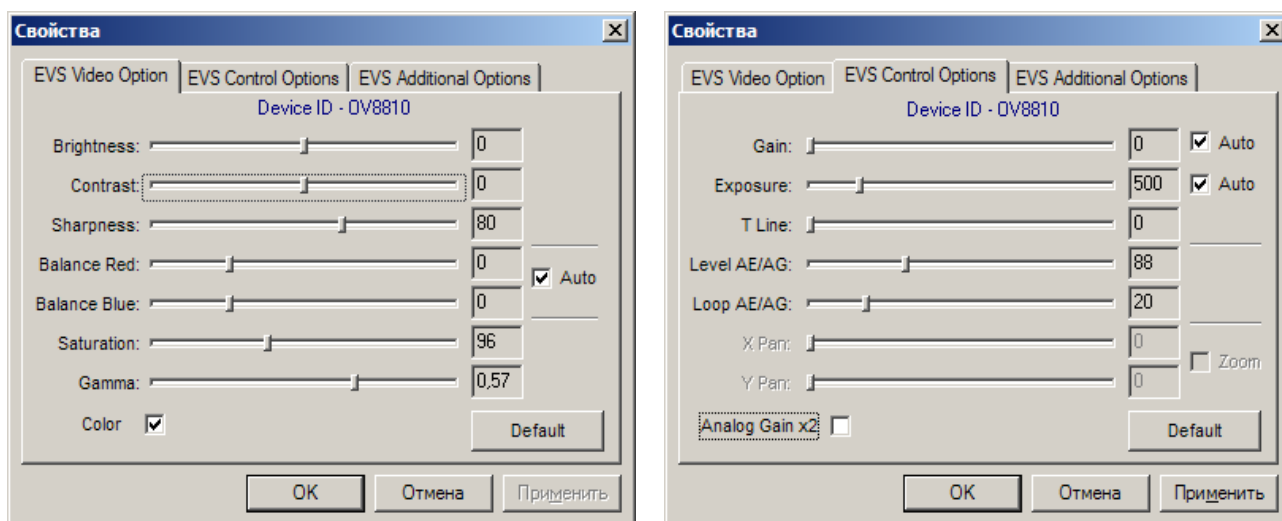 Свойства
EVS Video Option EVS Control Options EVS Additional Options
Device ID - OV8810
Brightness: 0
Contrast: 0
Sharpness: 80
Balance Red: 0
Auto
Balance Blue: 0
Saturation: 96
Gamma: 0,57
Color
Default
OK Отмена Применить
Свойства
EVS Video Option EVS Control Options EVS Additional Options
Device ID - OV8810
Gain: 0 Auto
Exposure: 500 Auto
T Line: 0
Level AE/AG: 88
Loop AE/AG: 20
X Pan: 0
Zoom
Y Pan: 0
Analog Gain x2
Default
OK Отмена Применить